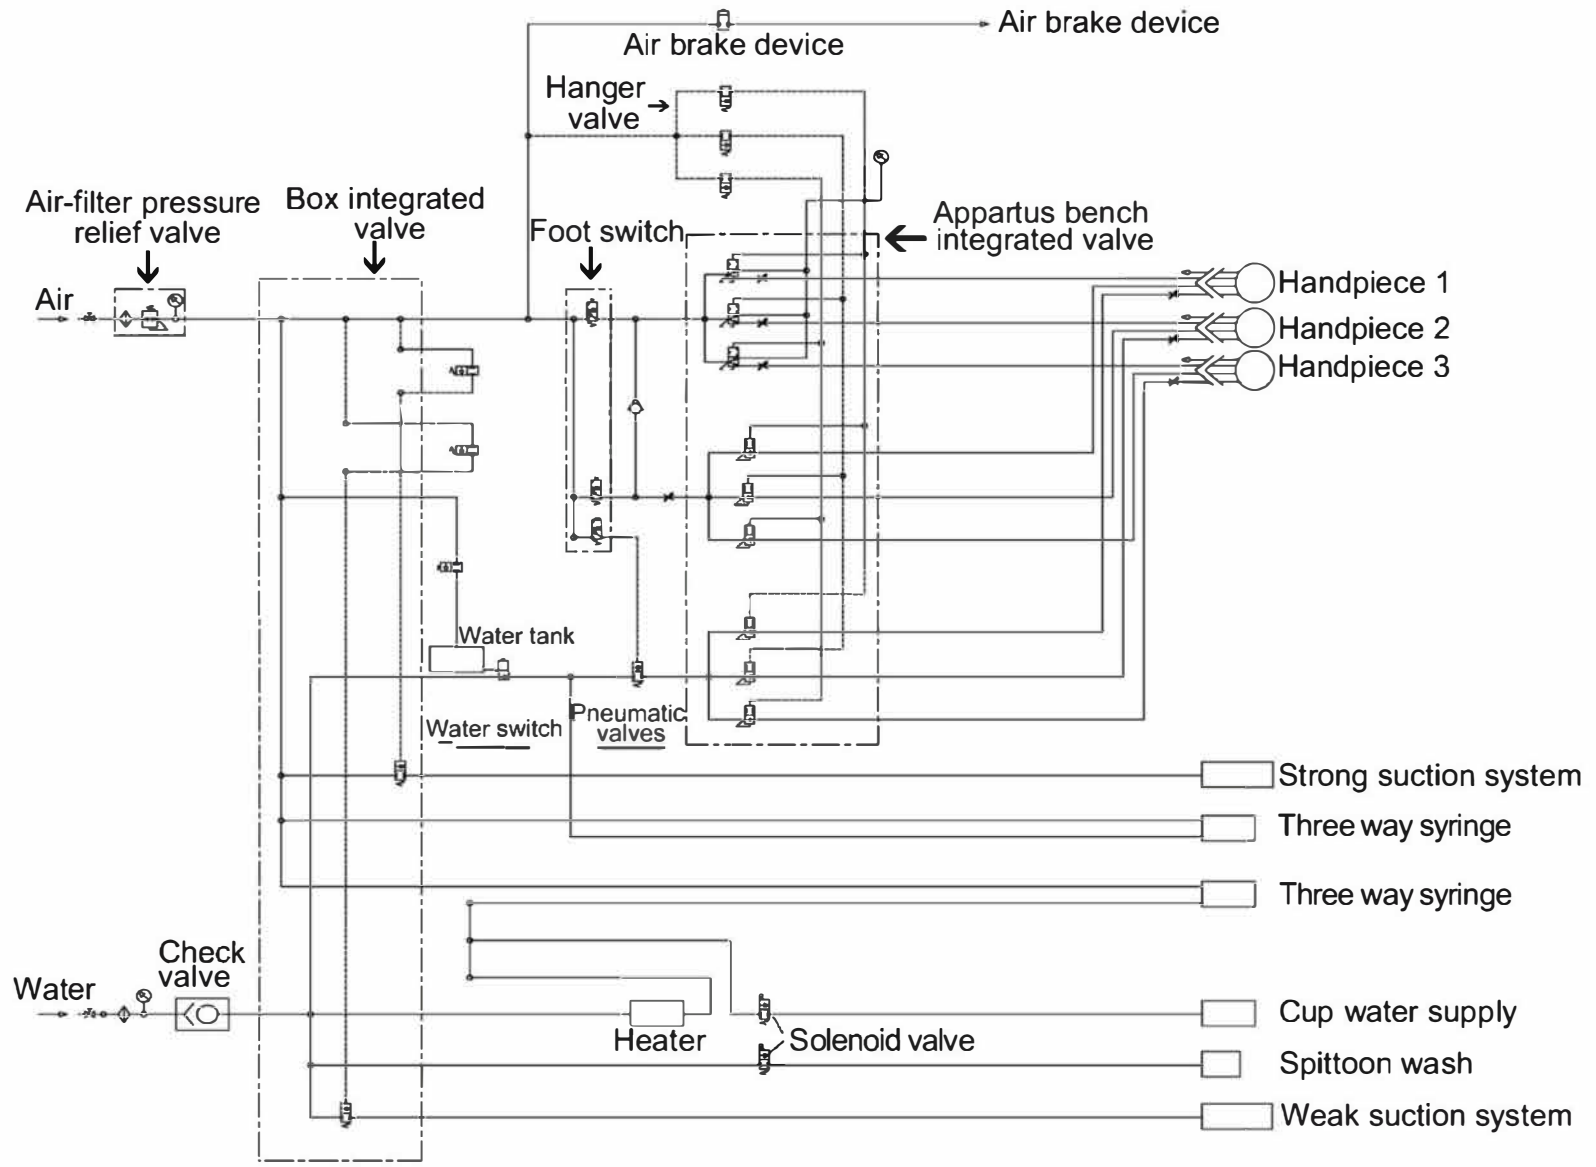 Air brake device
Air brake device
Hanger
valve
Air-filter pressure
relief valve
Box integrated
valve
Foot switch
Appartus bench
integrated valve
Air
Handpiece 1
Handpiece 2
Handpiece 3
Water tank
Water switch
Pneumatic
valves
Strong suction system
Three way syringe
Three way syringe
Check
valve
Water
Heater
Solenoid valve
Cup water supply
Spittoon wash
Weak suction system